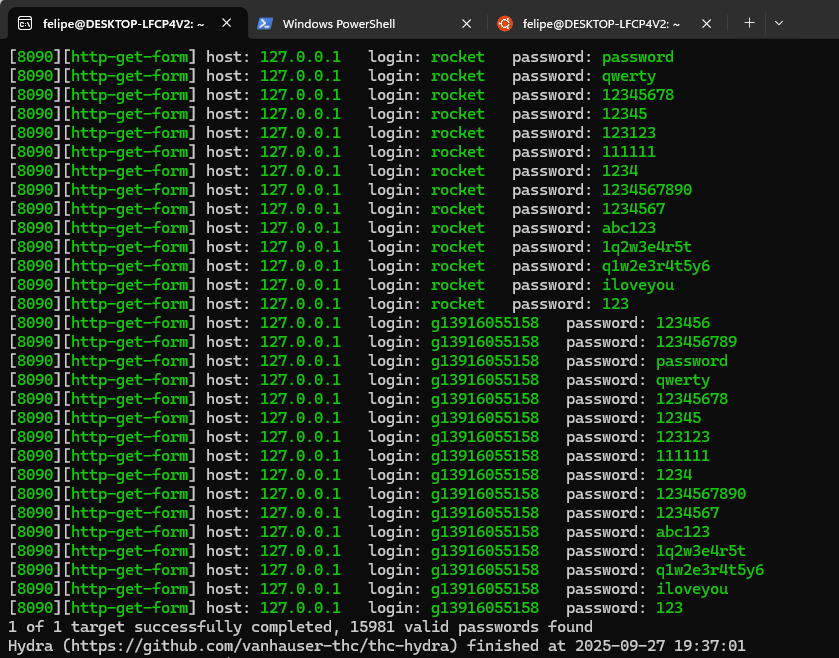 felipe@DESKTOP-LFCP4V2: ~ Windows PowerShell felipe@DESKTOP-LFCP4V2: ~
[8090][http-get-form] host: 127.0.0.1 login: rocket password: password
[8090][http-get-form] host: 127.0.0.1 login: rocket password: qwerty
[8090][http-get-form] host: 127.0.0.1 login: rocket password: 12345678
[8090][http-get-form] host: 127.0.0.1 login: rocket password: 12345
[8090][http-get-form] host: 127.0.0.1 login: rocket password: 123123
[8090][http-get-form] host: 127.0.0.1 login: rocket password: 111111
[8090][http-get-form] host: 127.0.0.1 login: rocket password: 1234
[8090][http-get-form] host: 127.0.0.1 login: rocket password: 1234567890
[8090][http-get-form] host: 127.0.0.1 login: rocket password: 1234567
[8090][http-get-form] host: 127.0.0.1 login: rocket password: abc123
[8090][http-get-form] host: 127.0.0.1 login: rocket password: 1q2w3e4r5t
[8090][http-get-form] host: 127.0.0.1 login: rocket password: q1w2e3r4t5y6
[8090][http-get-form] host: 127.0.0.1 login: rocket password: iloveyou
[8090][http-get-form] host: 127.0.0.1 login: rocket password: 123
[8090][http-get-form] host: 127.0.0.1 login: g13916055158 password: 123456
[8090][http-get-form] host: 127.0.0.1 login: g13916055158 password: 123456789
[8090][http-get-form] host: 127.0.0.1 login: g13916055158 password: password
[8090][http-get-form] host: 127.0.0.1 login: g13916055158 password: qwerty
[8090][http-get-form] host: 127.0.0.1 login: g13916055158 password: 12345678
[8090][http-get-form] host: 127.0.0.1 login: g13916055158 password: 12345
[8090][http-get-form] host: 127.0.0.1 login: g13916055158 password: 123123
[8090][http-get-form] host: 127.0.0.1 login: g13916055158 password: 111111
[8090][http-get-form] host: 127.0.0.1 login: g13916055158 password: 1234
[8090][http-get-form] host: 127.0.0.1 login: g13916055158 password: 1234567890
[8090][http-get-form] host: 127.0.0.1 login: g13916055158 password: 1234567
[8090][http-get-form] host: 127.0.0.1 login: g13916055158 password: abc123
[8090][http-get-form] host: 127.0.0.1 login: g13916055158 password: 1q2w3e4r5t
[8090][http-get-form] host: 127.0.0.1 login: g13916055158 password: q1w2e3r4t5y6
[8090][http-get-form] host: 127.0.0.1 login: g13916055158 password: iloveyou
[8090][http-get-form] host: 127.0.0.1 login: g13916055158 password: 123
1 of 1 target successfully completed, 15981 valid passwords found
Hydra (https://github.com/vanhauser-thc/thc-hydra) finished at 2025-09-27 19:37:01